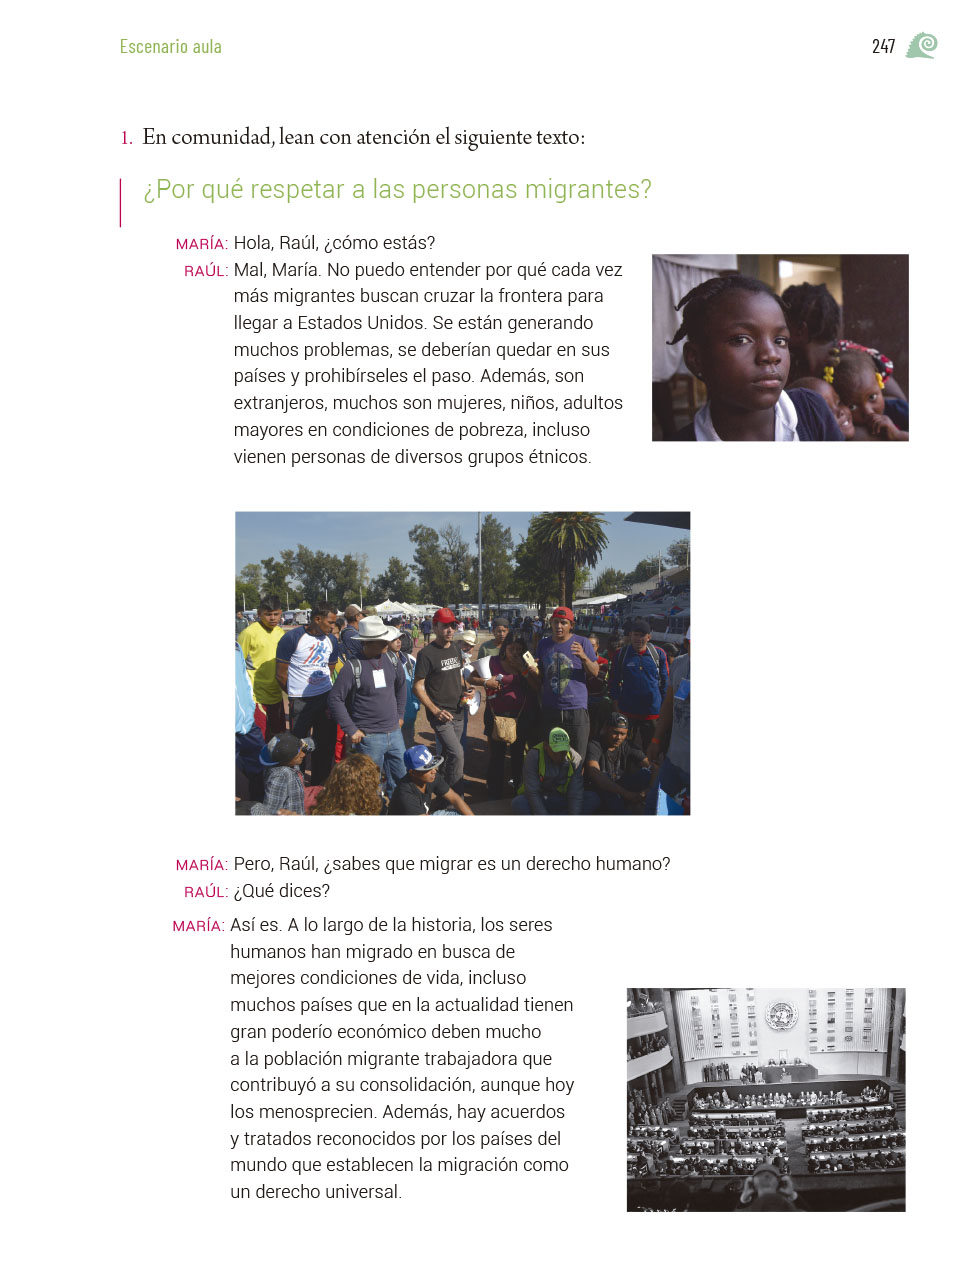 Escenario aula
247
1. En comunidad, lean con atención el siguiente texto:
¿Por qué respetar a las personas migrantes?
MARÍA: Hola, Raúl, ¿cómo estás?
RAÚL: Mal, María. No puedo entender por qué cada vez
más migrantes buscan cruzar la frontera para
llegar a Estados Unidos. Se están generando
muchos problemas, se deberían quedar en sus
países y prohibírseles el paso. Además, son
extranjeros, muchos son mujeres, niños, adultos
mayores en condiciones de pobreza, incluso
vienen personas de diversos grupos étnicos.
MARÍA: Pero, Raúl, ¿sabes que migrar es un derecho humano?
RAÚL: ¿Qué dices?
MARÍA: Así es. A lo largo de la historia, los seres
humanos han migrado en busca de
mejores condiciones de vida, incluso
muchos países que en la actualidad tienen
gran poderío económico deben mucho
a la población migrante trabajadora que
contribuyó a su consolidación, aunque hoy
los menosprecien. Además, hay acuerdos
y tratados reconocidos por los países del
mundo que establecen la migración como
un derecho universal.